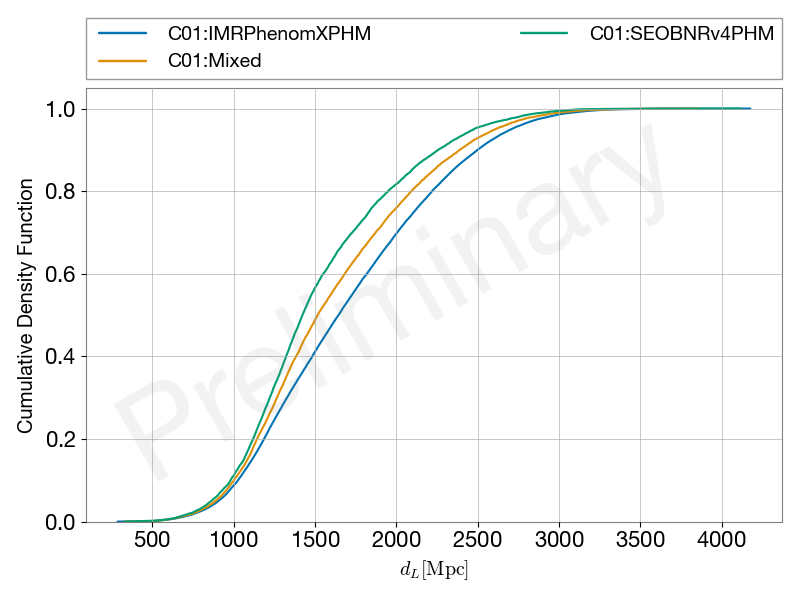 C01:IMRPhenomXPHM
C01:SEOBNRv4PHM
C01:Mixed
1.0
0.8
0.6
0.4
0.2
0.0
Cumulative Density Function
Preliminary
500 1000 1500 2000 2500 3000 3500 4000
d_L[Mpc]